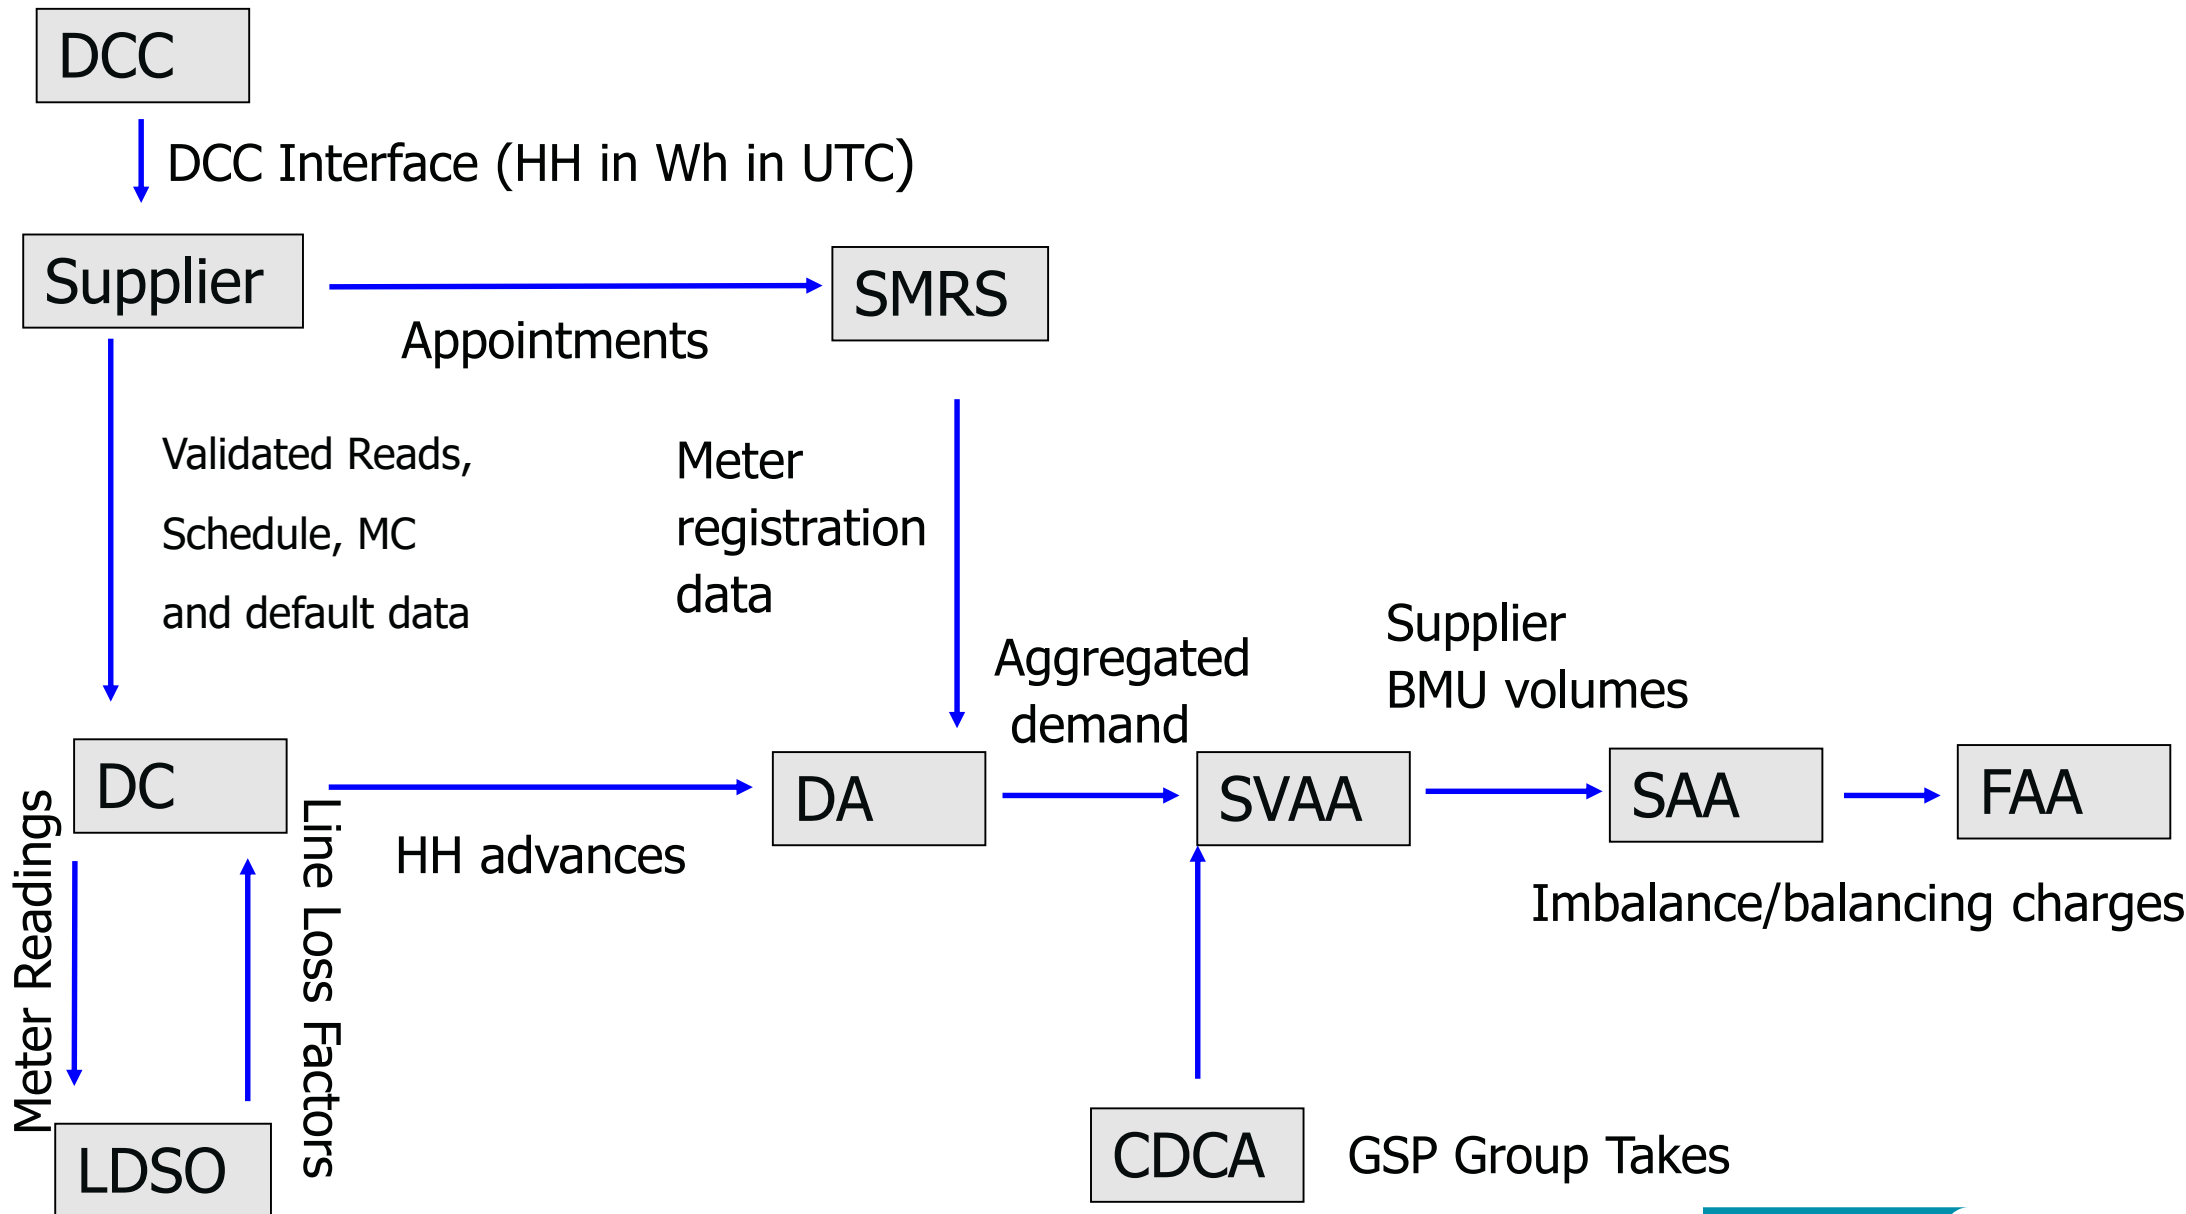 DCC
DCC Interface (HH in Wh in UTC)
Supplier
SMRS
Appointments
Validated Reads,
Schedule, MC
and default data
Meter
registration
data
Aggregated
demand
Supplier
BMU volumes
DC
DA
SVAA
SAA
FAA
HH advances
Imbalance/balancing charges
Meter Readings
Line Loss Factors
LDSO
CDCA
GSP Group Takes